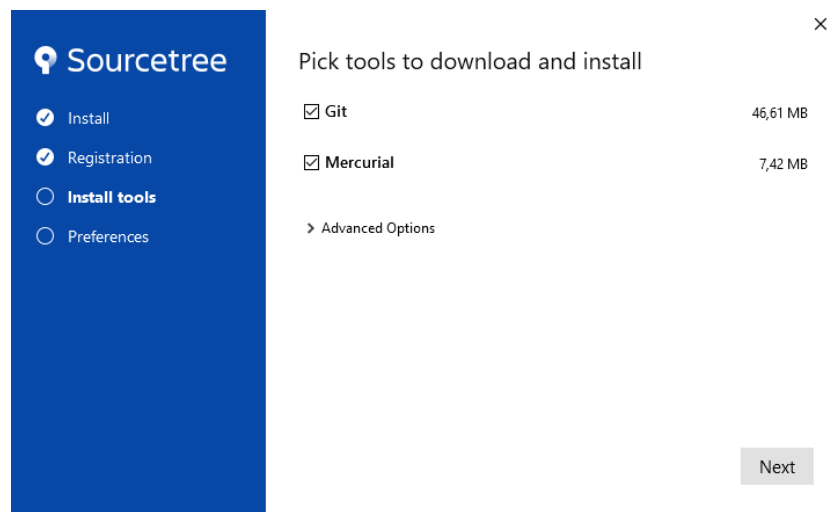 Sourcetree
Install
Registration
Install tools
Preferences
Pick tools to download and install
Git 46,61 MB
Mercurial 7,42 MB
Advanced Options
Next